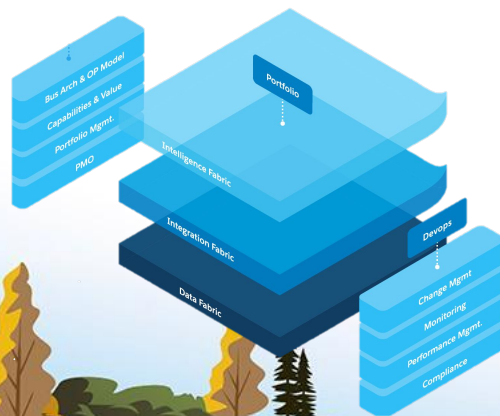 Bus Arch & OP Model
Capabilities & Value
Portfolio Mgmt.
PMO
Portfolio
Intelligence Fabric
Integration Fabric
Data Fabric
Devops
Change Mgmt
Monitoring
Performance Mgmt.
Compliance